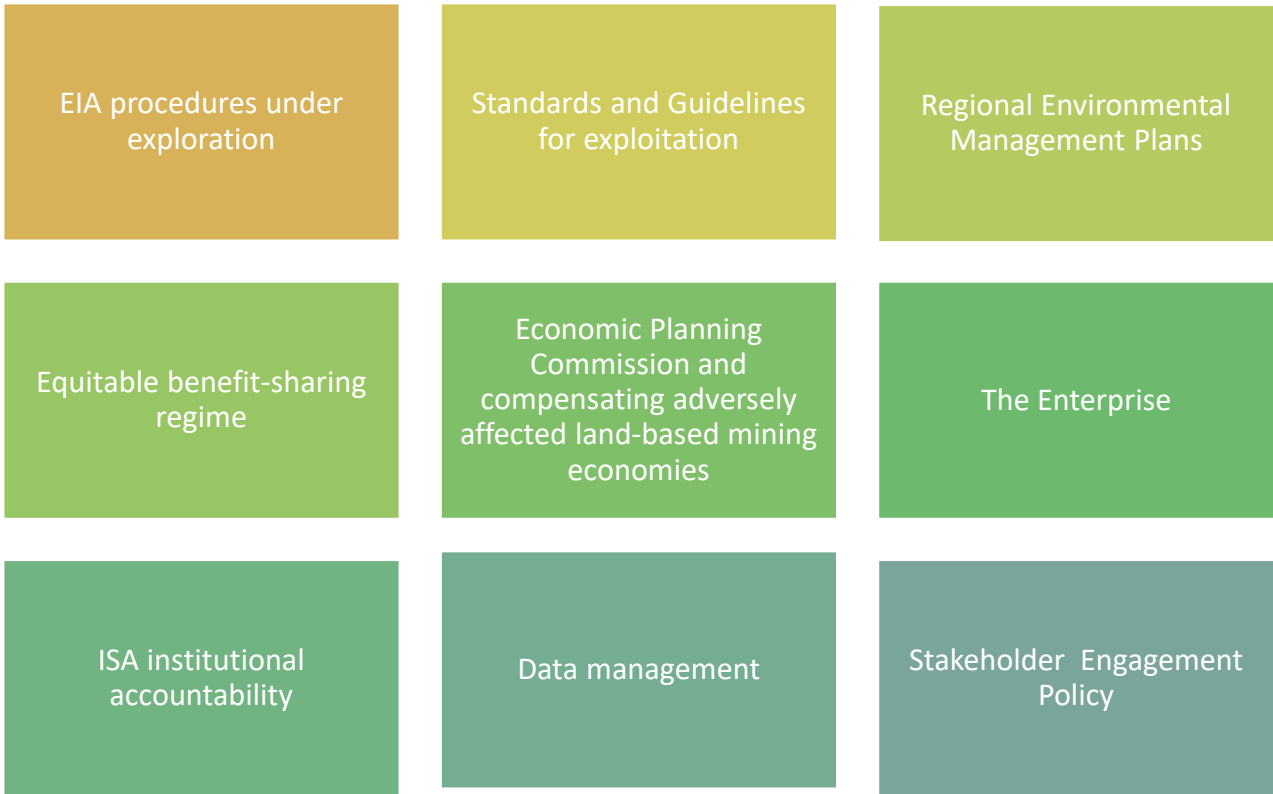 EIA procedures under
exploration
Standards and Guidelines
for exploitation
Regional Environmental
Management Plans
Equitable benefit-sharing
regime
Economic Planning
Commission and
compensating adversely
affected land-based mining
economies
The Enterprise
ISA institutional
accountability
Data management
Stakeholder  Engagement
Policy